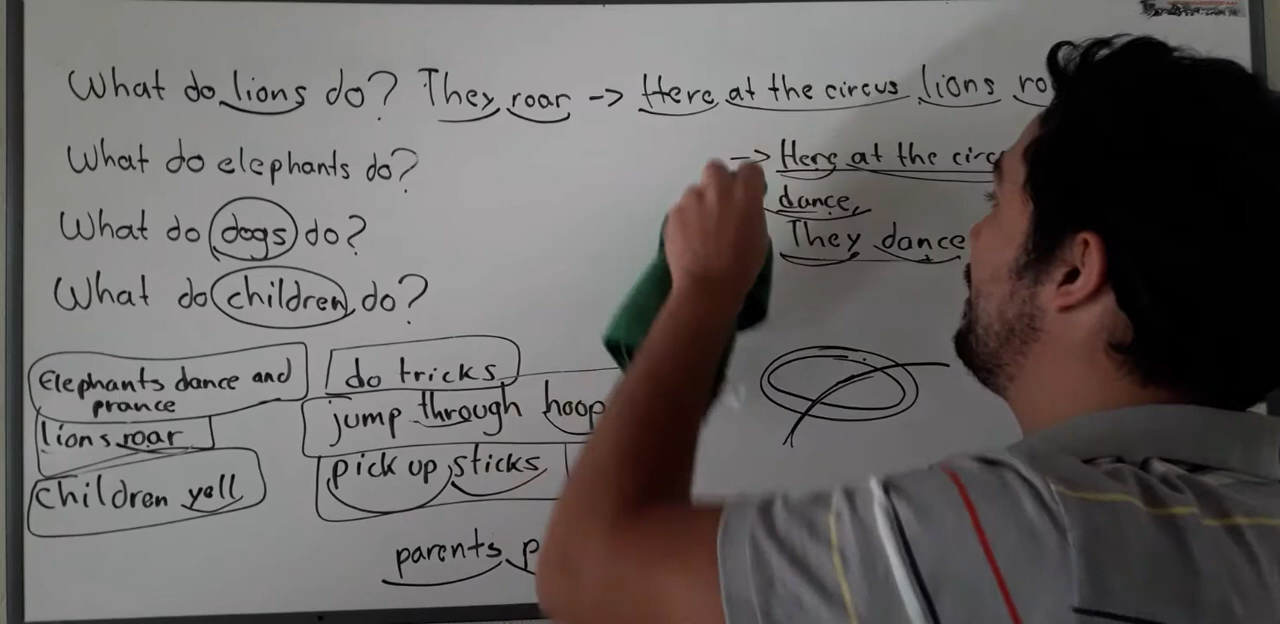 What do lions do? They roar -> Here at the circus lions
What do elephants do?
-> Here at the
dance,
They dance
What do dogs do?
What do children do?
Elephants dance and
prance
lions roar
children yell
do tricks
jump through hoop
pick up sticks
parents